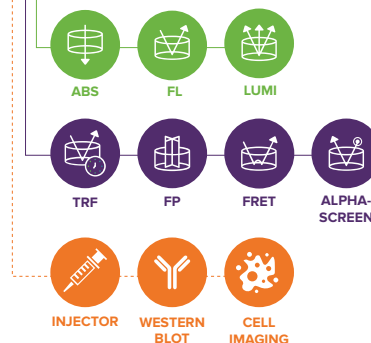 ABS FL LUMI
TRF FP FRET ALPHA-
SCREEN
INJECTOR WESTERN CELL
BLOT IMAGING